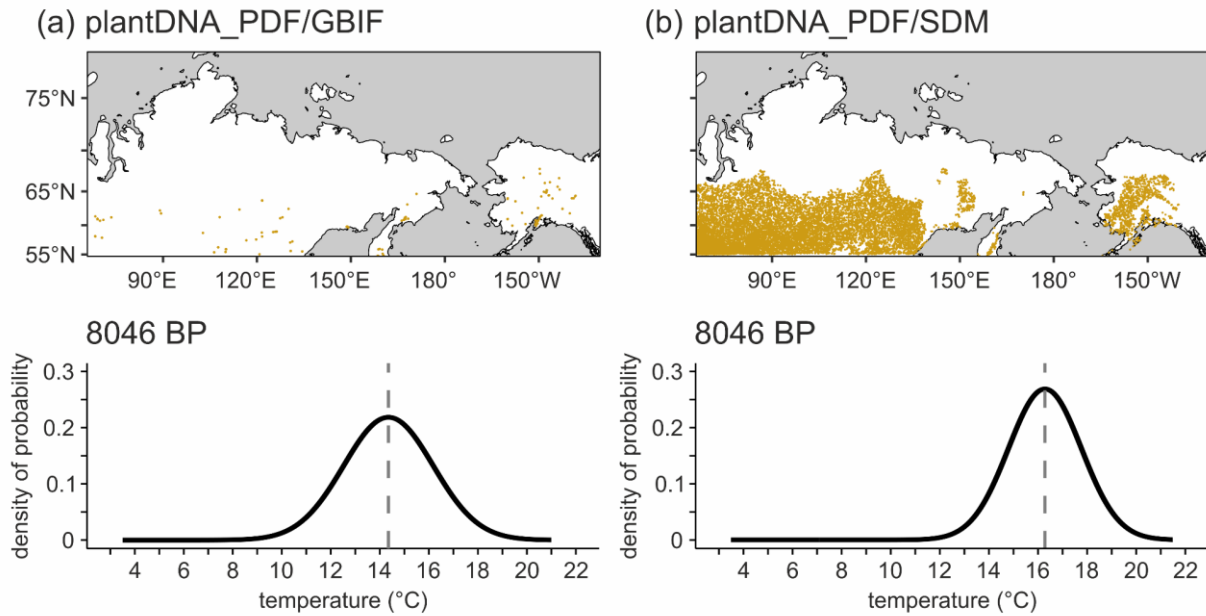 (a) plantDNA_PDF/GBIF
75°N
65°N
55°N
90°E 120°E 150°E 180° 150°W
8046 BP
density of probability
0.3
0.2
0.1
0
4 6 8 10 12 14 16 18 20 22
temperature (°C)
(b) plantDNA_PDF/SDM
75°N
65°N
55°N
90°E 120°E 150°E 180° 150°W
8046 BP
density of probability
0.3
0.2
0.1
0
4 6 8 10 12 14 16 18 20 22
temperature (°C)